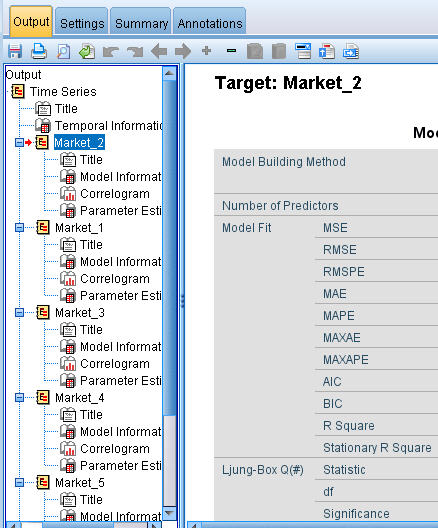 Output Settings Summary Annotations
Output
Time Series
Title
Temporal Informatic
Market_2
Title
Model Informat
Correlogram
Parameter Esti
Market_1
Title
Model Informat
Correlogram
Parameter Esti
Market_3
Title
Model Informat
Correlogram
Parameter Esti
Market_4
Title
Model Informat
Correlogram
Parameter Esti
Market_5
Title
Model Informat
Target: Market_2
Mo
Model Building Method
Number of Predictors
Model Fit MSE
RMSE
RMSPE
MAE
MAPE
MAXAE
MAXAPE
AIC
BIC
R Square
Stationary R Square
Ljung-Box Q(#) Statistic
df
Significance